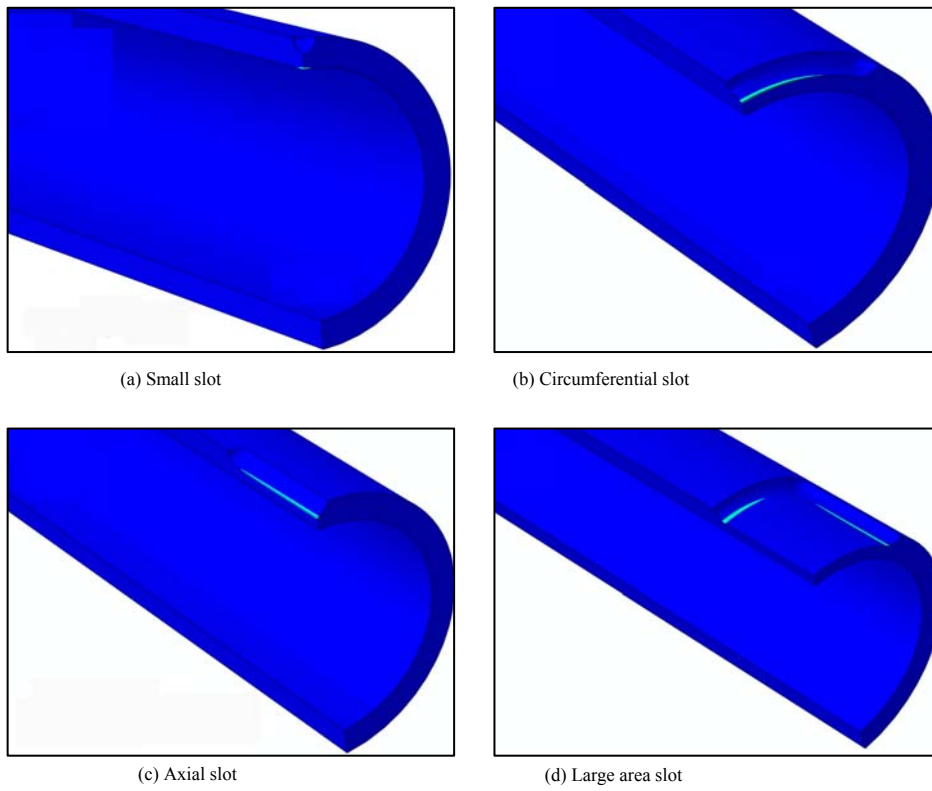 (a) Small slot
(b) Circumferential slot
(c) Axial slot
(d) Large area slot